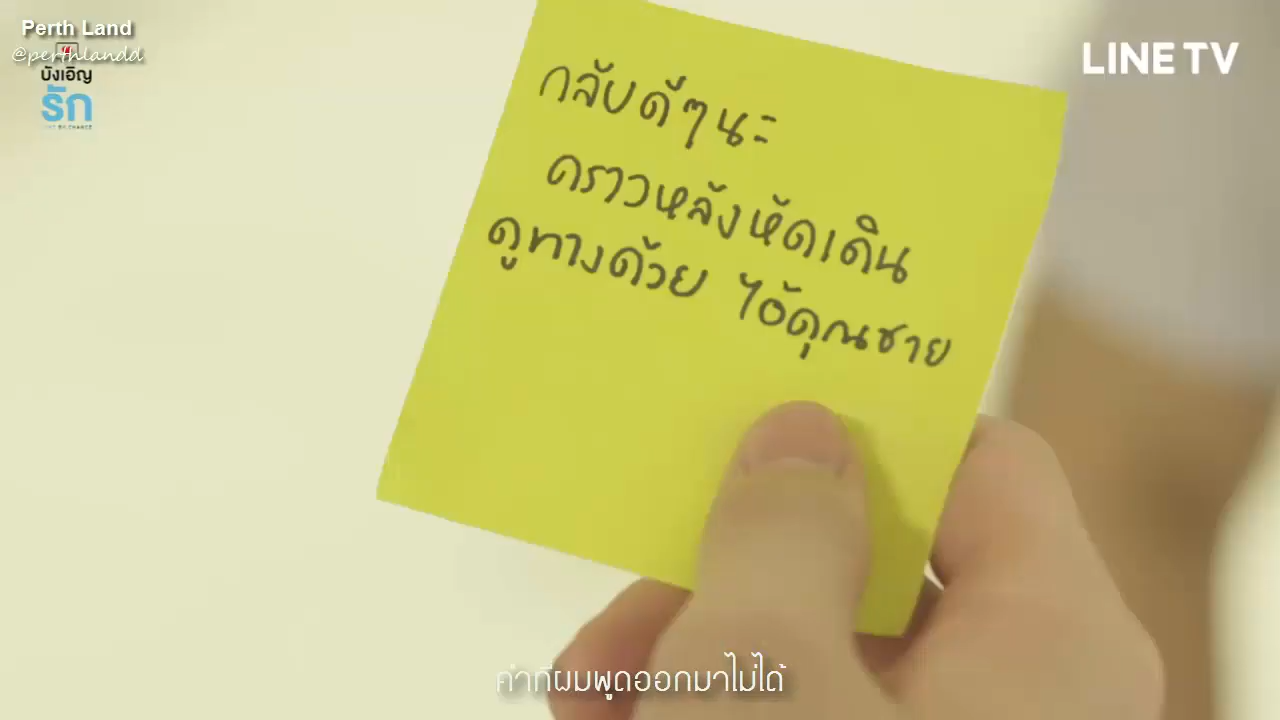 Perth Land
@perthlandd
บังเอิญ
รัก
LINE TV
กลับดีๆนะ
คราวหลังหัดเดิน
ดูทางด้วย ไอ้คุณชาย
คำที่ผมพูดออกมาไม่ได้